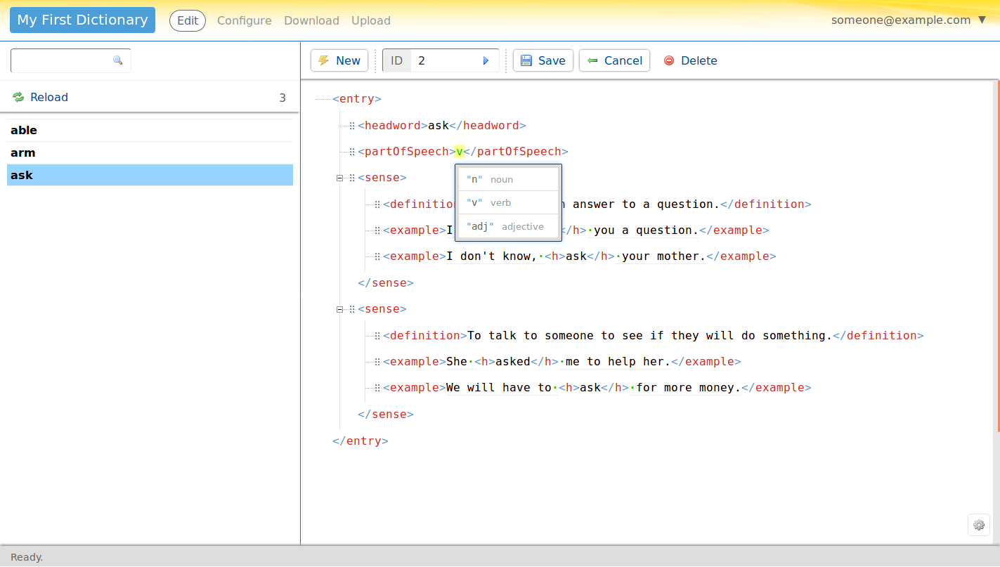 My First Dictionary Edit Configure Download Upload someone@example.com ▼
New ID 2 Save Cancel Delete
Reload 3
able
arm
ask
<entry>
<headword>ask</headword>
<partOfSpeech>v</partOfSpeech>
"n" noun
"v" verb
"adj" adjective
<sense>
<definitio n answer to a question.</definition>
<example>I </h>·you a question.</example>
<example>I don't know,·<h>ask</h>·your mother.</example>
</sense>
<sense>
<definition>To talk to someone to see if they will do something.</definition>
<example>She·<h>asked</h>·me to help her.</example>
<example>We will have to·<h>ask</h>·for more money.</example>
</sense>
</entry>
Ready.